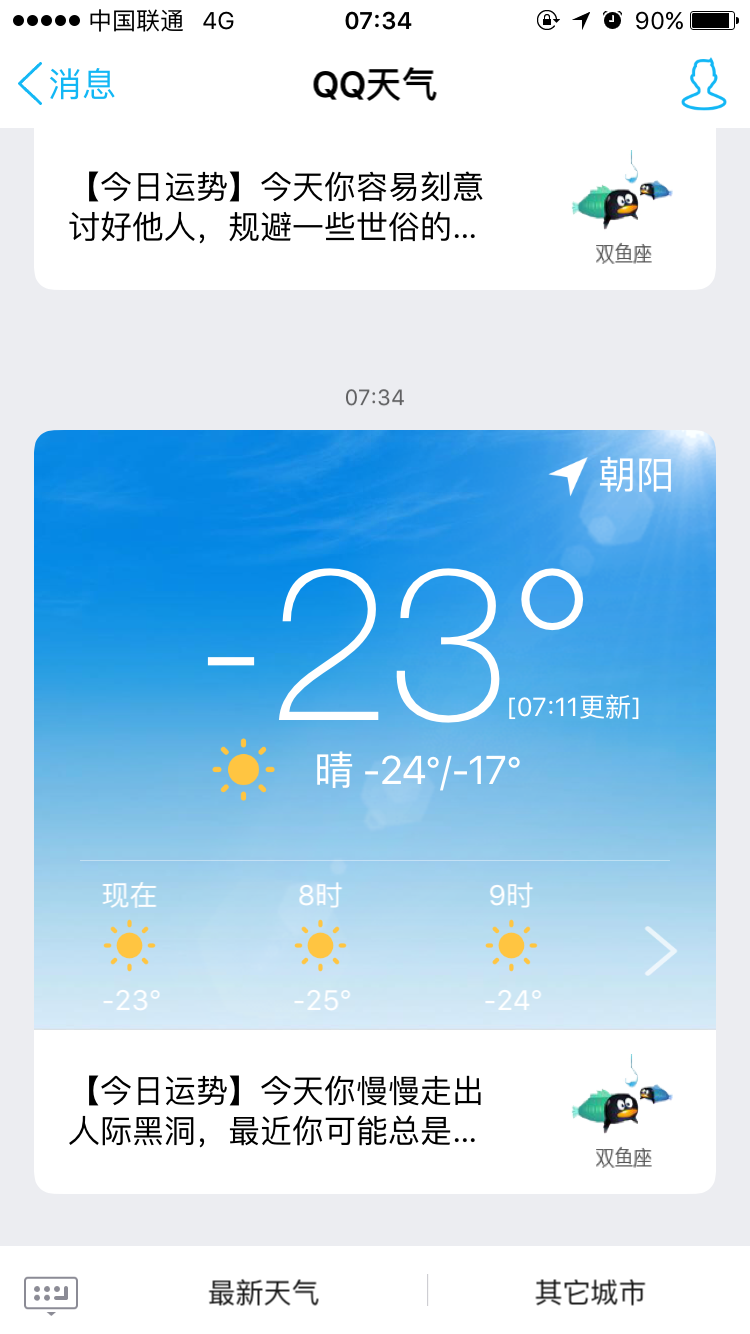 中国联通 4G 07:34 90%
消息 QQ天气
【今日运势】今天你容易刻意
讨好他人，规避一些世俗的...
双鱼座
07:34
朝阳
-23°
[07:11更新]
晴 -24°/-17°
现在 8时 9时
-23° -25° -24°
【今日运势】今天你慢慢走出
人际黑洞，最近你可能总是...
双鱼座
最新天气 其它城市